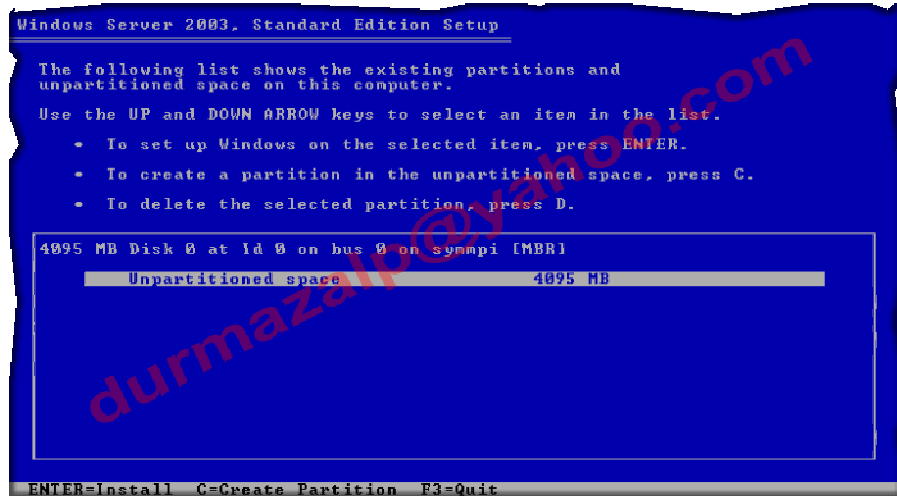 Windows Server 2003, Standard Edition Setup
The following list shows the existing partitions and
unpartitioned space on this computer.
Use the UP and DOWN ARROW keys to select an item in the list.
• To set up Windows on the selected item, press ENTER.
• To create a partition in the unpartitioned space, press C.
• To delete the selected partition, press D.
4095 MB Disk 0 at Id 0 on bus 0 on symmpi [MBR]
Unpartitioned space 4095 MB
durmazalp@yahoo.com
ENTER=Install C=Create Partition F3=Quit